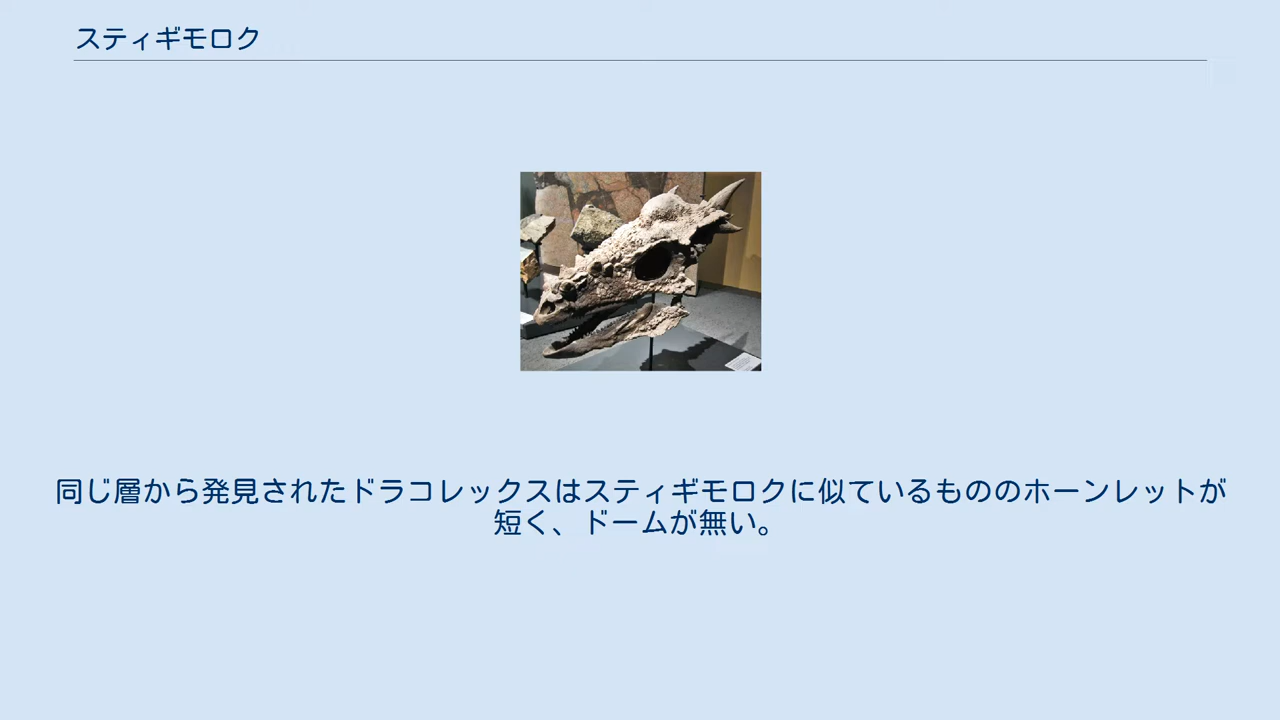 スティギモロク
同じ層から発見されたドラコレックスはスティギモロクに似ているもののホーンレットが
短く、ドームが無い。